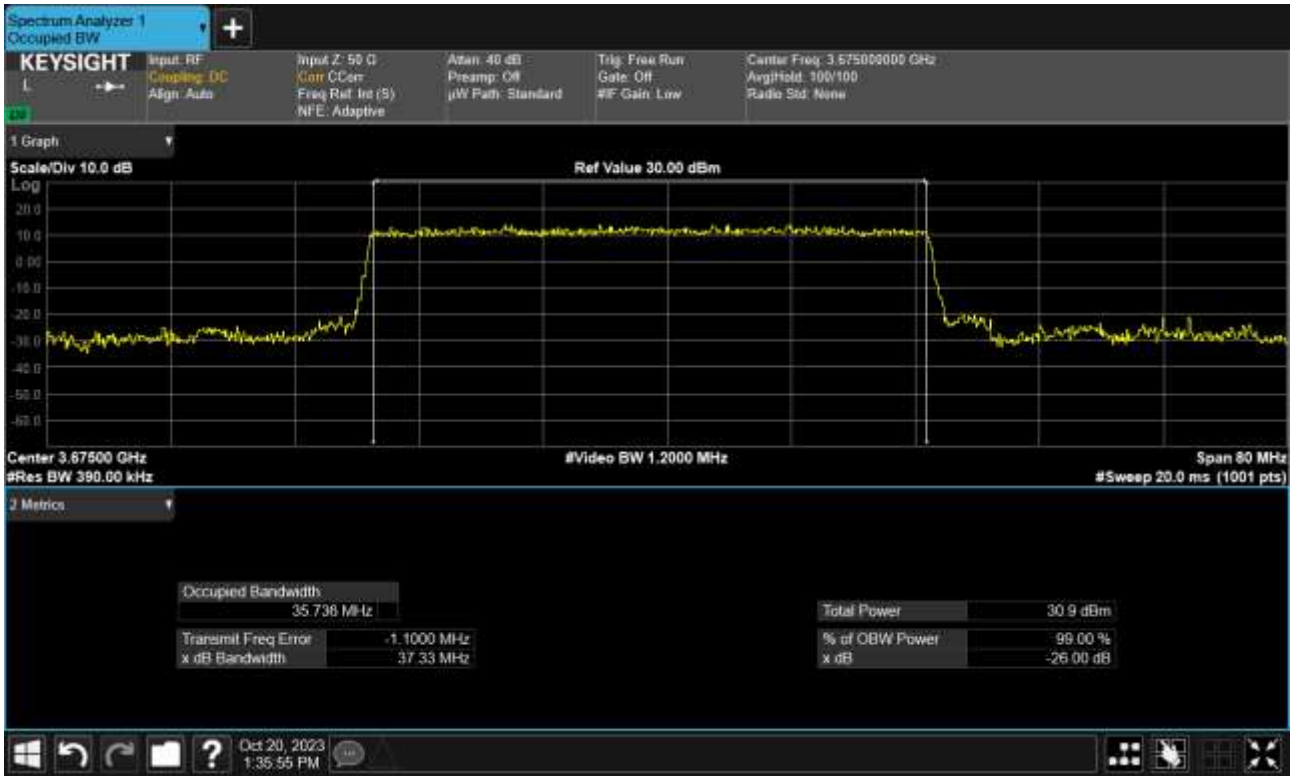 Spectrum Analyzer 1
Occupied BW
+
KEYSIGHT
L
Input: RF
Coupling: DC
Align: Auto
Input Z: 50 Ω
Corr CCorr
Freq Ref: Int (S)
NFE: Adaptive
Atten: 40 dB
Preamp: Off
µW Path: Standard
Trig: Free Run
Gate: Off
#IF Gain: Low
Center Freq: 3.675000000 GHz
Avg|Hold: 100/100
Radio Std: None
1 Graph
Scale/Div 10.0 dB
Ref Value 30.00 dBm
Log
20.0
10.0
0.00
-10.0
-20.0
-30.0
-40.0
-50.0
-60.0
Center 3.67500 GHz
#Video BW 1.2000 MHz
Span 80 MHz
#Res BW 390.00 kHz
#Sweep 20.0 ms (1001 pts)
2 Metrics
Occupied Bandwidth
35.736 MHz
Total Power 30.9 dBm
Transmit Freq Error -1.1000 MHz
% of OBW Power 99.00 %
x dB Bandwidth 37.33 MHz
x dB -26.00 dB
?
Oct 20, 2023
1:35:55 PM